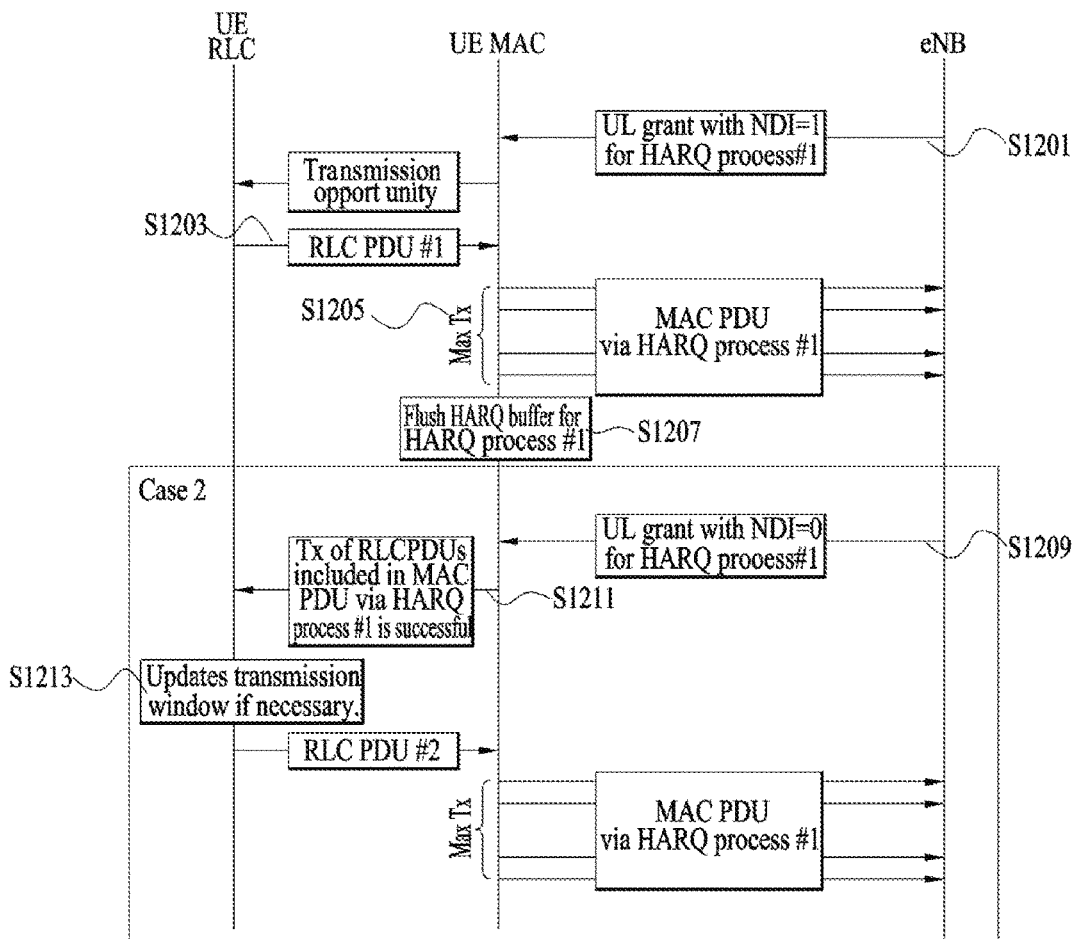 UE
RLC
UE MAC
eNB
UL grant with NDI=1
for HARQ prooess#1
S1201
Transmission
opport unity
S1203
RLC PDU #1
S1205
Max Tx
MAC PDU
via HARQ process #1
Flush HARQ buffer for
HARQ process #1
S1207
Case 2
UL grant with NDI=0
for HARQ prooess#1
S1209
Tx of RLCPDUs
included in MAC
PDU via HARQ
process #1 is successful
S1211
S1213
Updates transmission
window if necessary.
RLC PDU #2
Max Tx
MAC PDU
via HARQ process #1